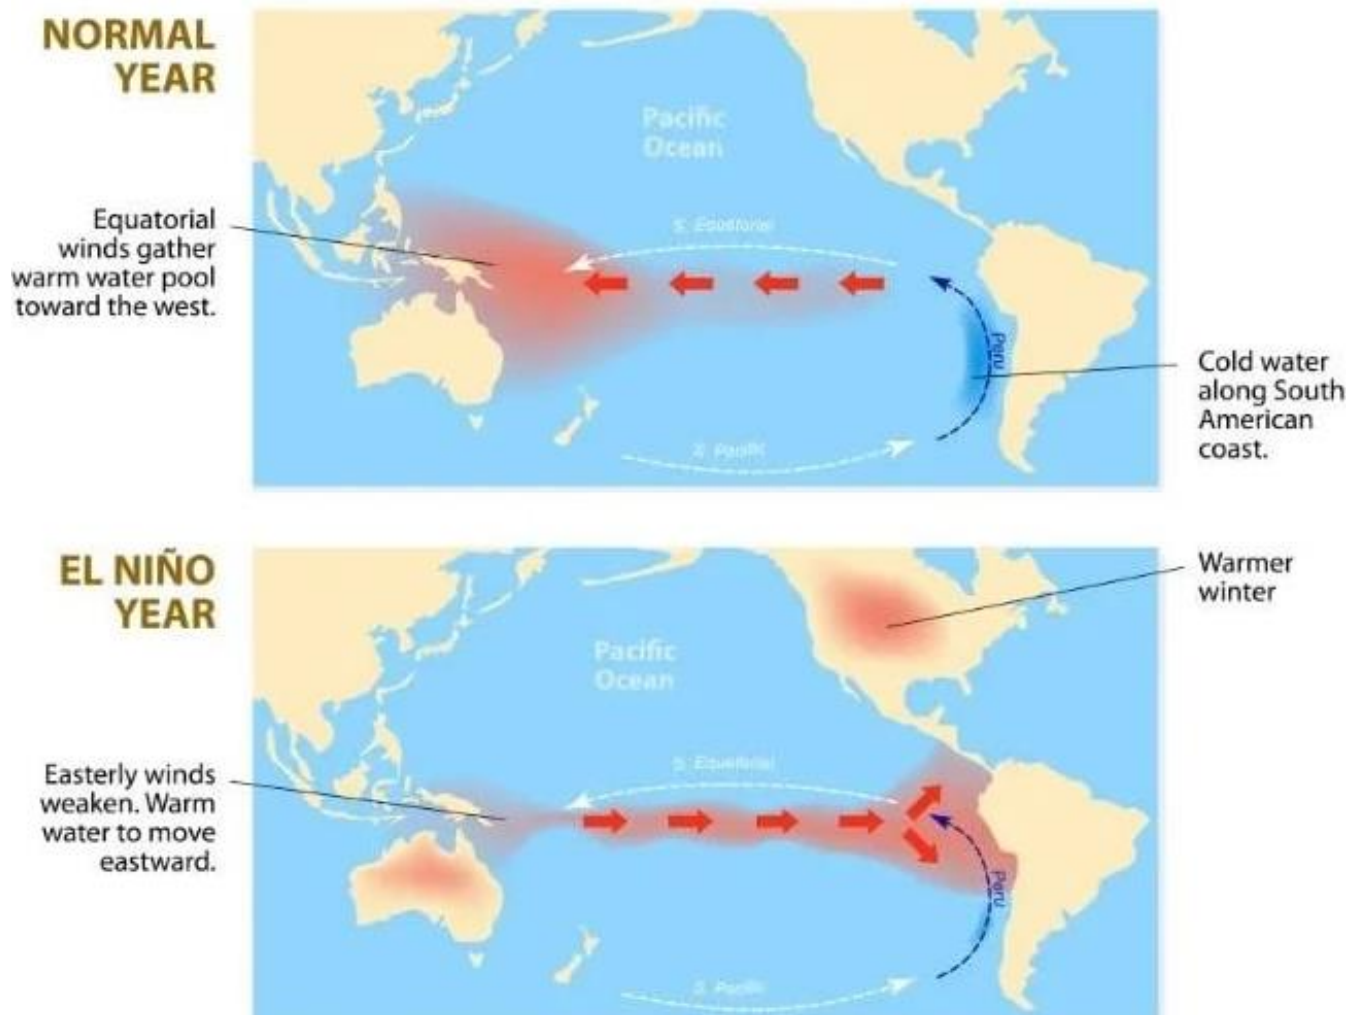 NORMAL
YEAR
Pacific
Ocean
Equatorial
winds gather
warm water pool
toward the west.
S. Equatorial
Peru
Cold water
along South
American
coast.
S. Pacific
EL NIÑO
YEAR
Warmer
winter
Pacific
Ocean
Easterly winds
weaken. Warm
water to move
eastward.
S. Equatorial
Peru
S. Pacific